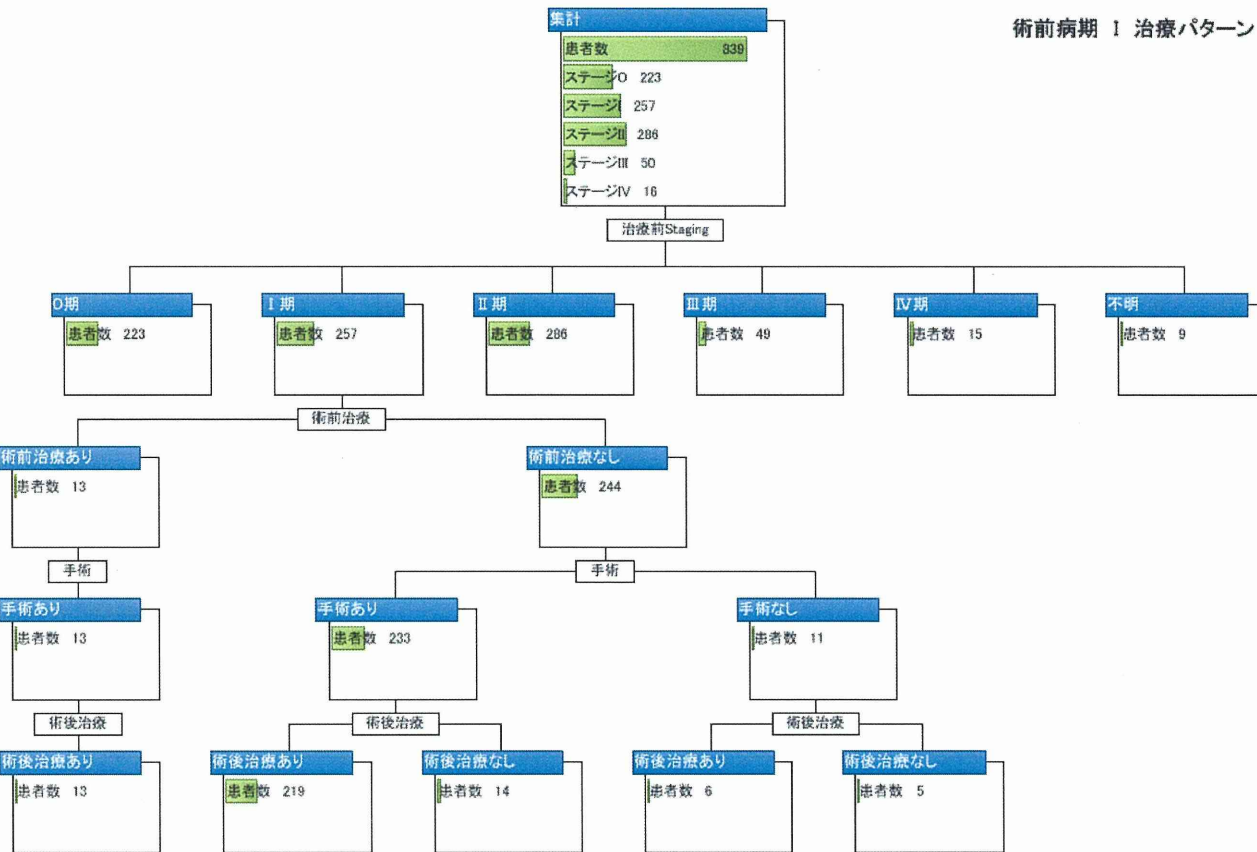 術前病期 I 治療パターン
集計
患者数 839
ステージO 223
ステージI 257
ステージII 286
ステージIII 50
ステージIV 16
治療前Staging
O期
患者数 223
I期
患者数 257
II期
患者数 286
III期
患者数 49
IV期
患者数 15
不明
患者数 9
術前治療
術前治療あり
患者数 13
術前治療なし
患者数 244
手術
手術
手術あり
患者数 13
手術あり
患者数 233
手術なし
患者数 11
術後治療
術後治療
術後治療
術後治療あり
患者数 13
術後治療あり
患者数 219
術後治療なし
患者数 14
術後治療あり
患者数 6
術後治療なし
患者数 5